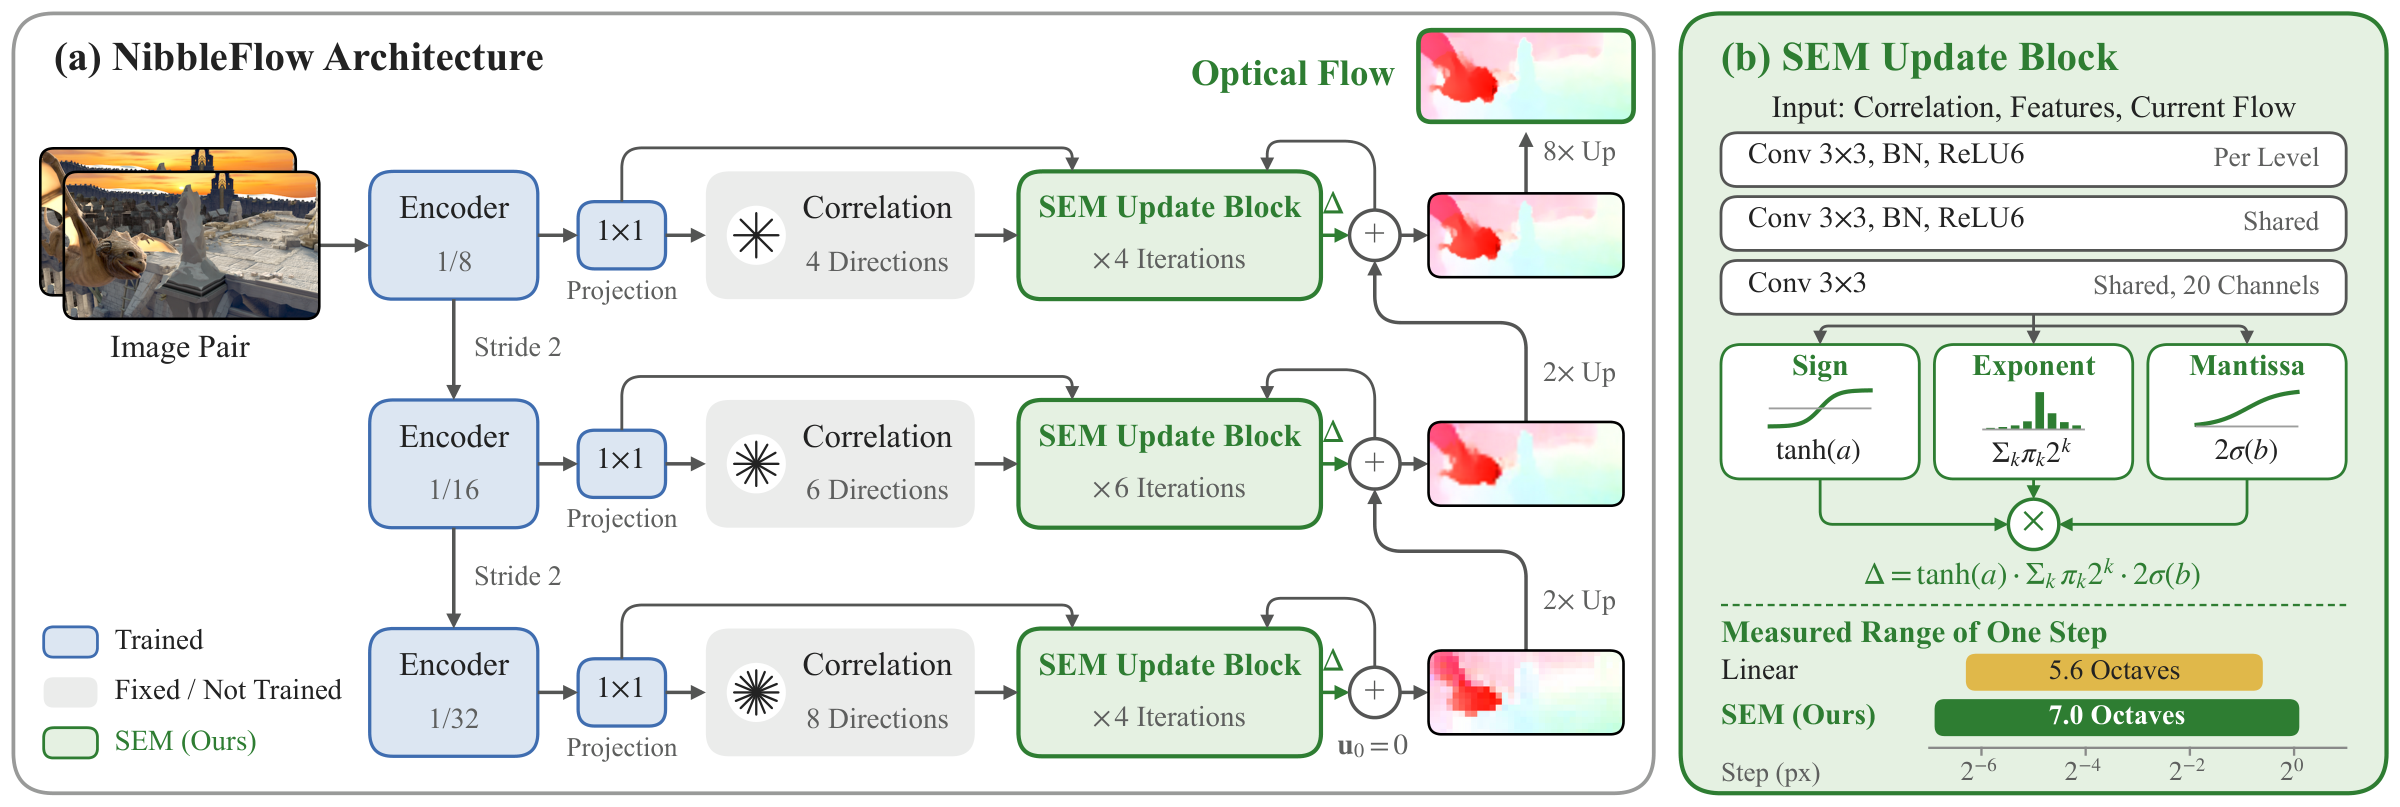 (a) NibbleFlow Architecture
Optical Flow
8× Up
Image Pair
Encoder
1/8
1×1
Projection
Correlation
4 Directions
SEM Update Block
×4 Iterations
Δ
+
Stride 2
2× Up
Encoder
1/16
1×1
Projection
Correlation
6 Directions
SEM Update Block
×6 Iterations
Δ
+
Stride 2
2× Up
Encoder
1/32
1×1
Projection
Correlation
8 Directions
SEM Update Block
×4 Iterations
Δ
+
u₀ = 0
Trained
Fixed / Not Trained
SEM (Ours)
(b) SEM Update Block
Input: Correlation, Features, Current Flow
Conv 3×3, BN, ReLU6 Per Level
Conv 3×3, BN, ReLU6 Shared
Conv 3×3 Shared, 20 Channels
Sign
tanh(a)
Exponent
Σₖπₖ2ᵏ
Mantissa
2σ(b)
×
Δ = tanh(a) · Σₖ πₖ2ᵏ · 2σ(b)
Measured Range of One Step
Linear 5.6 Octaves
SEM (Ours) 7.0 Octaves
Step (px) 2⁻⁶ 2⁻⁴ 2⁻² 2⁰